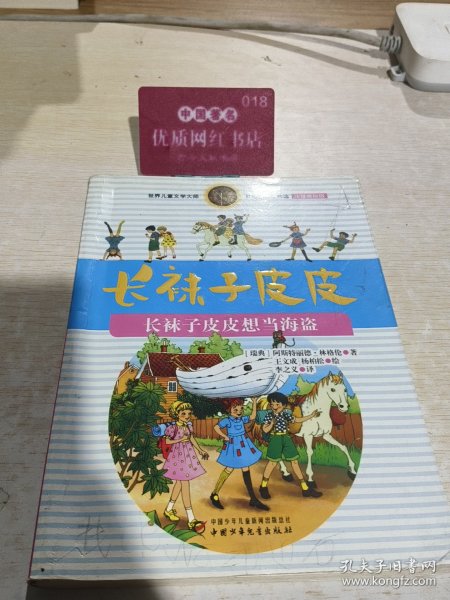 018
中国著名
优质网红书店
世界儿童文学大师
长袜子皮皮
长袜子皮皮想当海盗
[瑞典]阿斯特丽德·林格伦 著
王文成 杨柏松 绘
李之义 译
中国少年儿童新闻出版总社
中国少年儿童出版社
孔夫子旧书网
www.kongfz.com